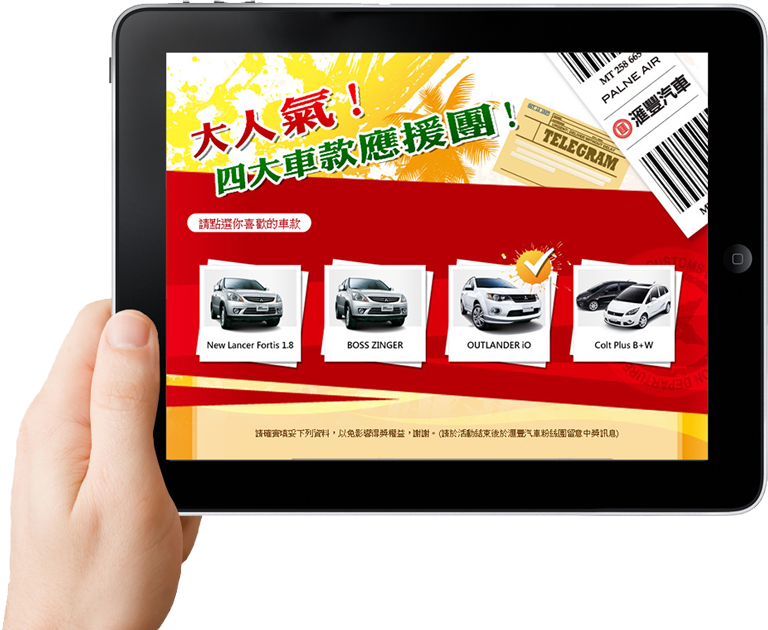 大人氣！
四大車款應援團！
MT 258 665
PALNE AIR
滙豐汽車
TELEGRAM
請點選你喜歡的車款
New Lancer Fortis 1.8
BOSS ZINGER
OUTLANDER iO
Colt Plus B+W
CUSTOMS
DEPARTURE
請確實填妥下列資料，以免影響得獎權益，謝謝。(請於活動結束後於滙豐汽車粉絲團留意中獎訊息)